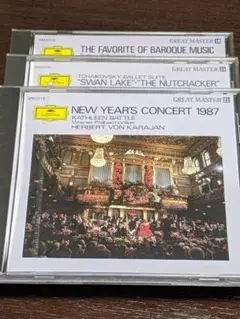 GREAT MASTER
THE FAVORITE OF BAROQUE MUSIC
GREAT MASTER
TCHAIKOVSKY BALLET SUITE
"SWAN LAKE"·"THE NUTCRACKER"
GREAT MASTER
NEW YEAR'S CONCERT 1987
KATHLEEN BATTLE
Wiener Philharmoniker
HERBERT VON KARAJAN